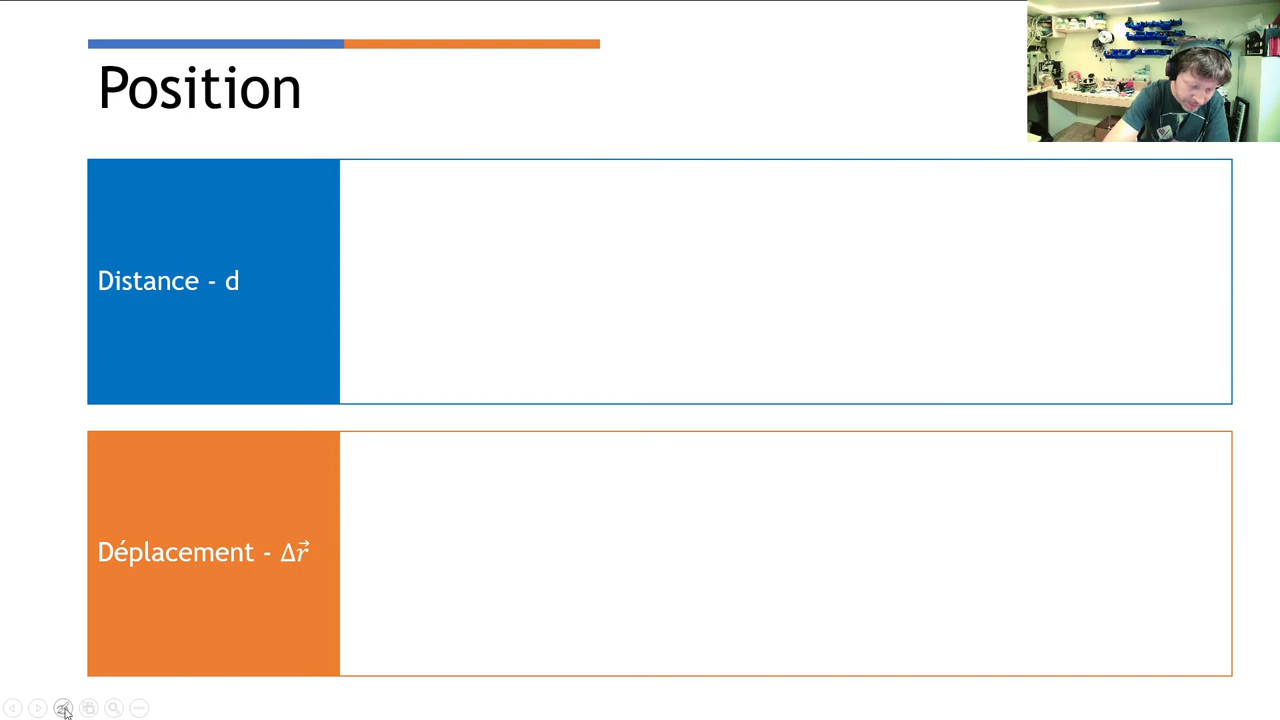 Position
Distance - d
Déplacement - Δr⃗